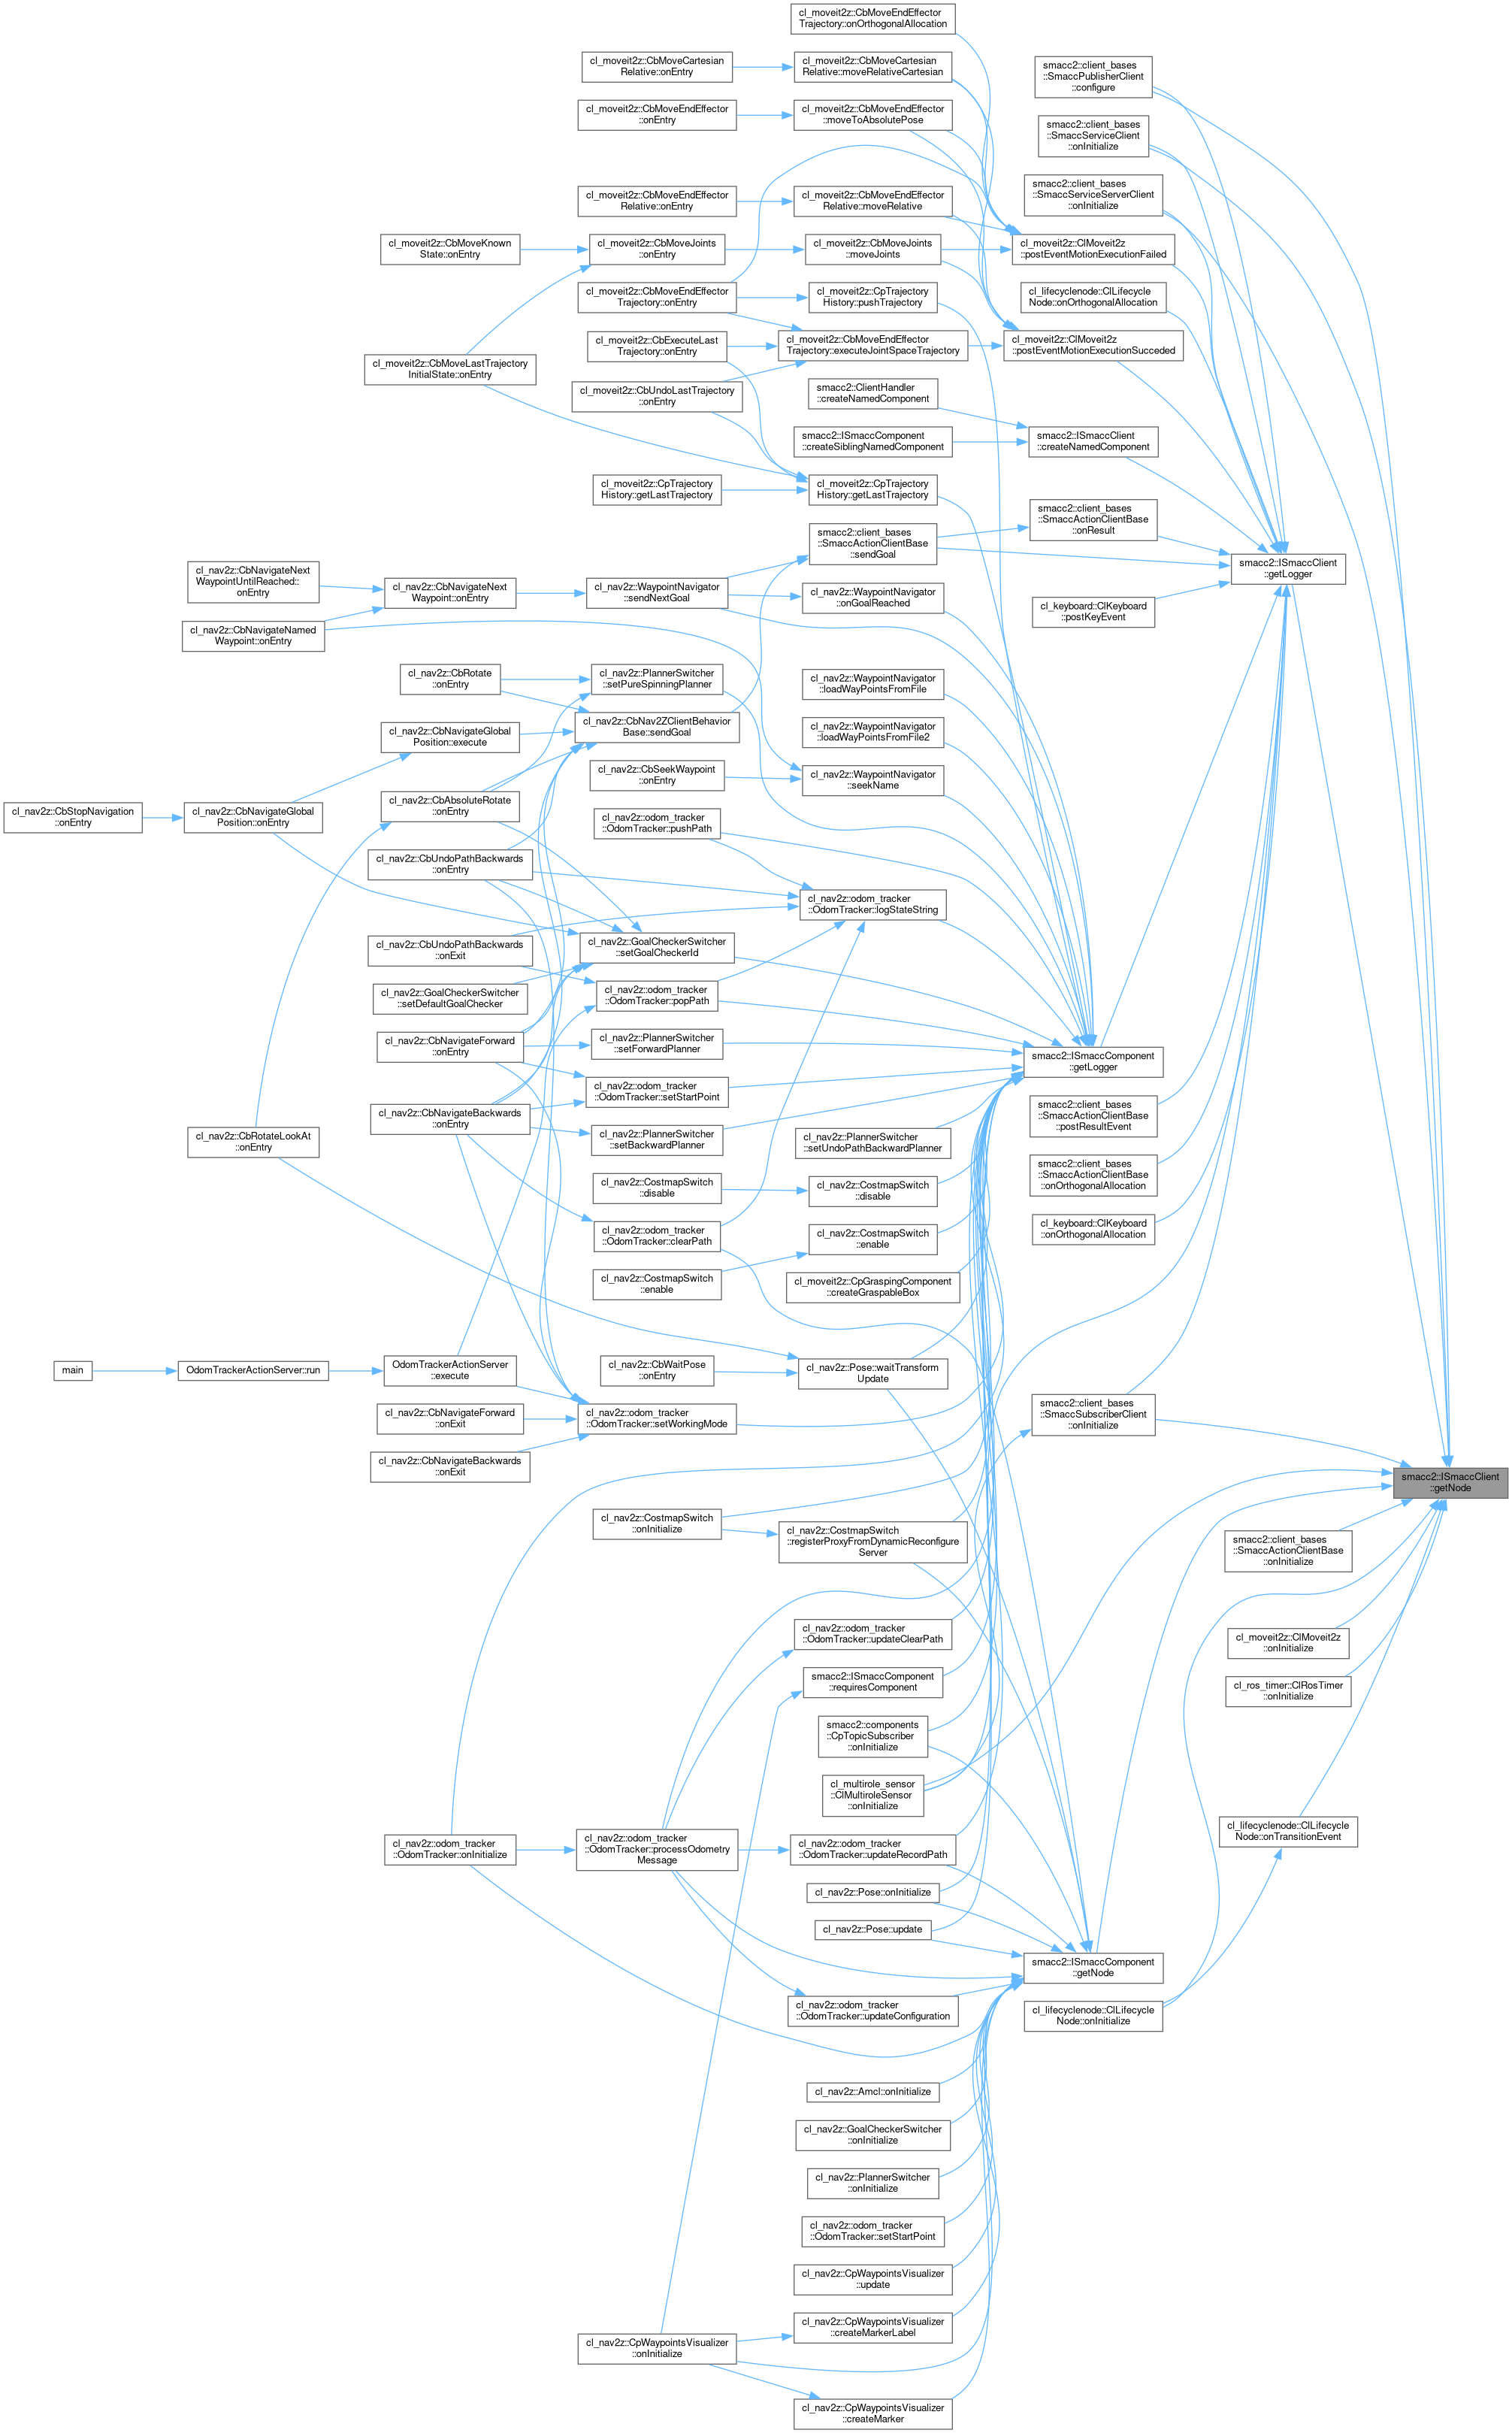 cl_moveit2z::CbMoveEndEffector
Trajectory::onOrthogonalAllocation
cl_moveit2z::CbMoveCartesian
Relative::onEntry
cl_moveit2z::CbMoveCartesian
Relative::moveRelativeCartesian
smacc2::client_bases
::SmaccPublisherClient
::configure
cl_moveit2z::CbMoveEndEffector
::onEntry
cl_moveit2z::CbMoveEndEffector
::moveToAbsolutePose
smacc2::client_bases
::SmaccServiceClient
::onInitialize
cl_moveit2z::CbMoveEndEffector
Relative::onEntry
cl_moveit2z::CbMoveEndEffector
Relative::moveRelative
smacc2::client_bases
::SmaccServiceServerClient
::onInitialize
cl_moveit2z::CbMoveKnown
State::onEntry
cl_moveit2z::CbMoveJoints
::onEntry
cl_moveit2z::CbMoveJoints
::moveJoints
cl_moveit2z::ClMoveit2z
::postEventMotionExecutionFailed
cl_moveit2z::CbMoveEndEffector
Trajectory::onEntry
cl_moveit2z::CpTrajectory
History::pushTrajectory
cl_lifecyclenode::ClLifecycle
Node::onOrthogonalAllocation
cl_moveit2z::CbExecuteLast
Trajectory::onEntry
cl_moveit2z::CbMoveEndEffector
Trajectory::executeJointSpaceTrajectory
cl_moveit2z::ClMoveit2z
::postEventMotionExecutionSucceded
cl_moveit2z::CbMoveLastTrajectory
InitialState::onEntry
cl_moveit2z::CbUndoLastTrajectory
::onEntry
smacc2::ClientHandler
::createNamedComponent
smacc2::ISmaccComponent
::createSiblingNamedComponent
smacc2::ISmaccClient
::createNamedComponent
cl_moveit2z::CpTrajectory
History::getLastTrajectory
cl_moveit2z::CpTrajectory
History::getLastTrajectory
smacc2::client_bases
::SmaccActionClientBase
::onResult
smacc2::client_bases
::SmaccActionClientBase
::sendGoal
smacc2::ISmaccClient
::getLogger
cl_nav2z::CbNavigateNext
WaypointUntilReached::
onEntry
cl_nav2z::CbNavigateNext
Waypoint::onEntry
cl_nav2z::WaypointNavigator
::sendNextGoal
cl_nav2z::WaypointNavigator
::onGoalReached
cl_keyboard::ClKeyboard
::postKeyEvent
cl_nav2z::CbNavigateNamed
Waypoint::onEntry
cl_nav2z::CbRotate
::onEntry
cl_nav2z::PlannerSwitcher
::setPureSpinningPlanner
cl_nav2z::WaypointNavigator
::loadWayPointsFromFile
cl_nav2z::CbNavigateGlobal
Position::execute
cl_nav2z::CbNav2ZClientBehavior
Base::sendGoal
cl_nav2z::WaypointNavigator
::loadWayPointsFromFile2
cl_nav2z::CbSeekWaypoint
::onEntry
cl_nav2z::WaypointNavigator
::seekName
cl_nav2z::CbStopNavigation
::onEntry
cl_nav2z::CbNavigateGlobal
Position::onEntry
cl_nav2z::CbAbsoluteRotate
::onEntry
cl_nav2z::odom_tracker
::OdomTracker::pushPath
cl_nav2z::CbUndoPathBackwards
::onEntry
cl_nav2z::odom_tracker
::OdomTracker::logStateString
cl_nav2z::CbUndoPathBackwards
::onExit
cl_nav2z::GoalCheckerSwitcher
::setGoalCheckerId
cl_nav2z::GoalCheckerSwitcher
::setDefaultGoalChecker
cl_nav2z::odom_tracker
::OdomTracker::popPath
cl_nav2z::CbNavigateForward
::onEntry
cl_nav2z::PlannerSwitcher
::setForwardPlanner
smacc2::ISmaccComponent
::getLogger
cl_nav2z::odom_tracker
::OdomTracker::setStartPoint
cl_nav2z::CbNavigateBackwards
::onEntry
smacc2::client_bases
::SmaccActionClientBase
::postResultEvent
cl_nav2z::CbRotateLookAt
::onEntry
cl_nav2z::PlannerSwitcher
::setBackwardPlanner
cl_nav2z::PlannerSwitcher
::setUndoPathBackwardPlanner
smacc2::client_bases
::SmaccActionClientBase
::onOrthogonalAllocation
cl_nav2z::CostmapSwitch
::disable
cl_nav2z::CostmapSwitch
::disable
cl_keyboard::ClKeyboard
::onOrthogonalAllocation
cl_nav2z::odom_tracker
::OdomTracker::clearPath
cl_nav2z::CostmapSwitch
::enable
cl_nav2z::CostmapSwitch
::enable
cl_moveit2z::CpGraspingComponent
::createGraspableBox
main
OdomTrackerActionServer::run
OdomTrackerActionServer
::execute
cl_nav2z::CbWaitPose
::onEntry
cl_nav2z::Pose::waitTransform
Update
cl_nav2z::CbNavigateForward
::onExit
cl_nav2z::odom_tracker
::OdomTracker::setWorkingMode
smacc2::client_bases
::SmaccSubscriberClient
::onInitialize
cl_nav2z::CbNavigateBackwards
::onExit
smacc2::ISmaccClient
::getNode
cl_nav2z::CostmapSwitch
::onInitialize
cl_nav2z::CostmapSwitch
::registerProxyFromDynamicReconfigure
Server
smacc2::client_bases
::SmaccActionClientBase
::onInitialize
cl_nav2z::odom_tracker
::OdomTracker::updateClearPath
cl_moveit2z::ClMoveit2z
::onInitialize
smacc2::ISmaccComponent
::requiresComponent
cl_ros_timer::ClRosTimer
::onInitialize
smacc2::components
::CpTopicSubscriber
::onInitialize
cl_multirole_sensor
::ClMultiroleSensor
::onInitialize
cl_lifecyclenode::ClLifecycle
Node::onTransitionEvent
cl_nav2z::odom_tracker
::OdomTracker::onInitialize
cl_nav2z::odom_tracker
::OdomTracker::processOdometry
Message
cl_nav2z::odom_tracker
::OdomTracker::updateRecordPath
cl_nav2z::Pose::onInitialize
cl_nav2z::Pose::update
smacc2::ISmaccComponent
::getNode
cl_nav2z::odom_tracker
::OdomTracker::updateConfiguration
cl_lifecyclenode::ClLifecycle
Node::onInitialize
cl_nav2z::Amcl::onInitialize
cl_nav2z::GoalCheckerSwitcher
::onInitialize
cl_nav2z::PlannerSwitcher
::onInitialize
cl_nav2z::odom_tracker
::OdomTracker::setStartPoint
cl_nav2z::CpWaypointsVisualizer
::update
cl_nav2z::CpWaypointsVisualizer
::createMarkerLabel
cl_nav2z::CpWaypointsVisualizer
::onInitialize
cl_nav2z::CpWaypointsVisualizer
::createMarker